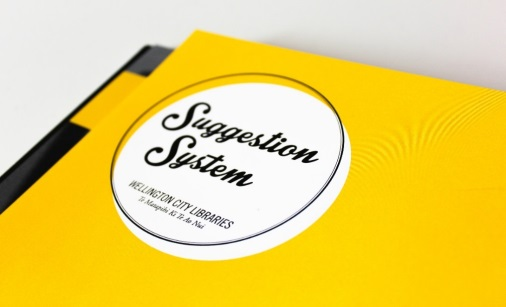 Suggestion
System
WELLINGTON CITY LIBRARIES
Te Matapihi Ki Te Ao Nui